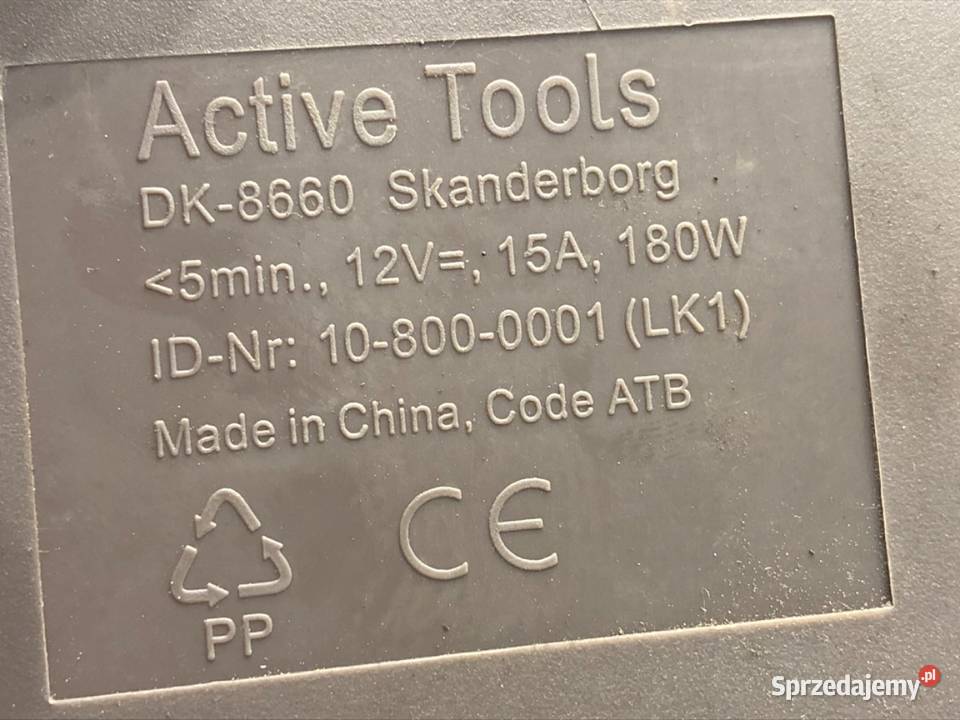 Active Tools
DK-8660 Skanderborg
<5min., 12V=, 15A, 180W
ID-Nr: 10-800-0001 (LK1)
Made in China, Code ATB
CE
PP
Sprzedajemy.pl